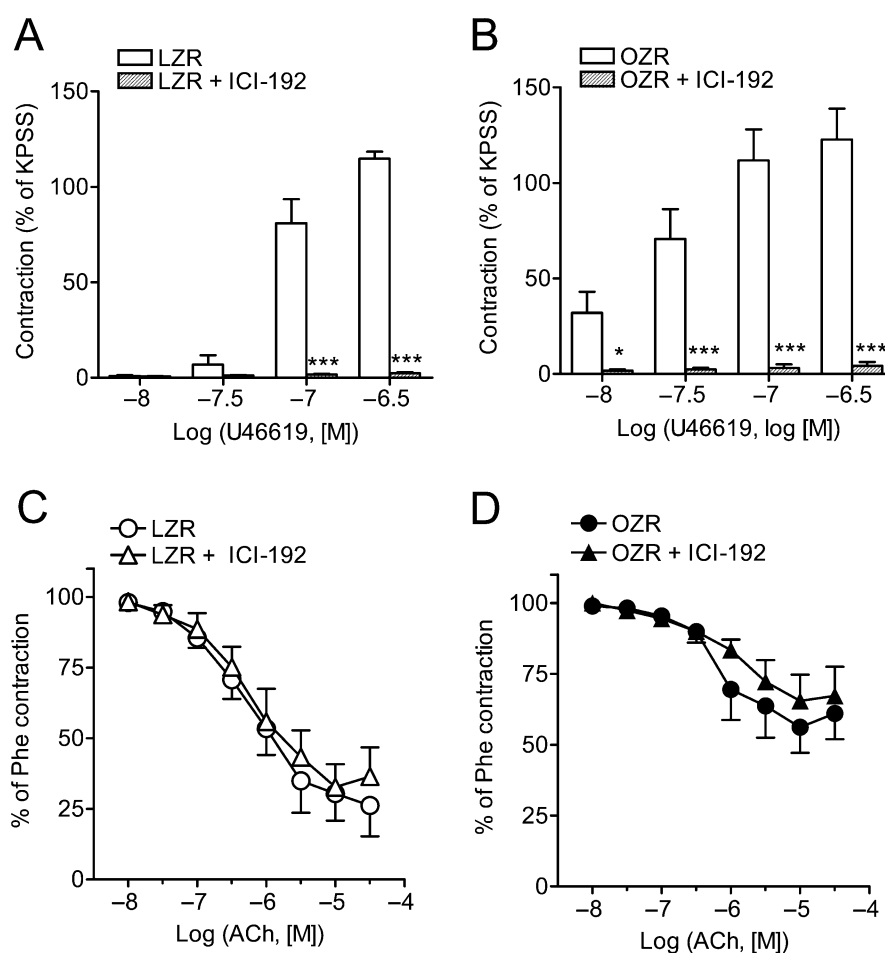 A
LZR
LZR + ICI-192
150
100
50
0
Contraction (% of KPSS)
***
***
–8
–7.5
–7
–6.5
Log (U46619, [M])
B
OZR
OZR + ICI-192
150
100
50
0
Contraction (% of KPSS)
*
***
***
***
–8
–7.5
–7
–6.5
Log (U46619, log [M])
C
LZR
LZR + ICI-192
100
75
50
25
0
% of Phe contraction
–8
–7
–6
–5
–4
Log (ACh, [M])
D
OZR
OZR + ICI-192
100
75
50
25
0
% of Phe contraction
–8
–7
–6
–5
–4
Log (ACh, [M])